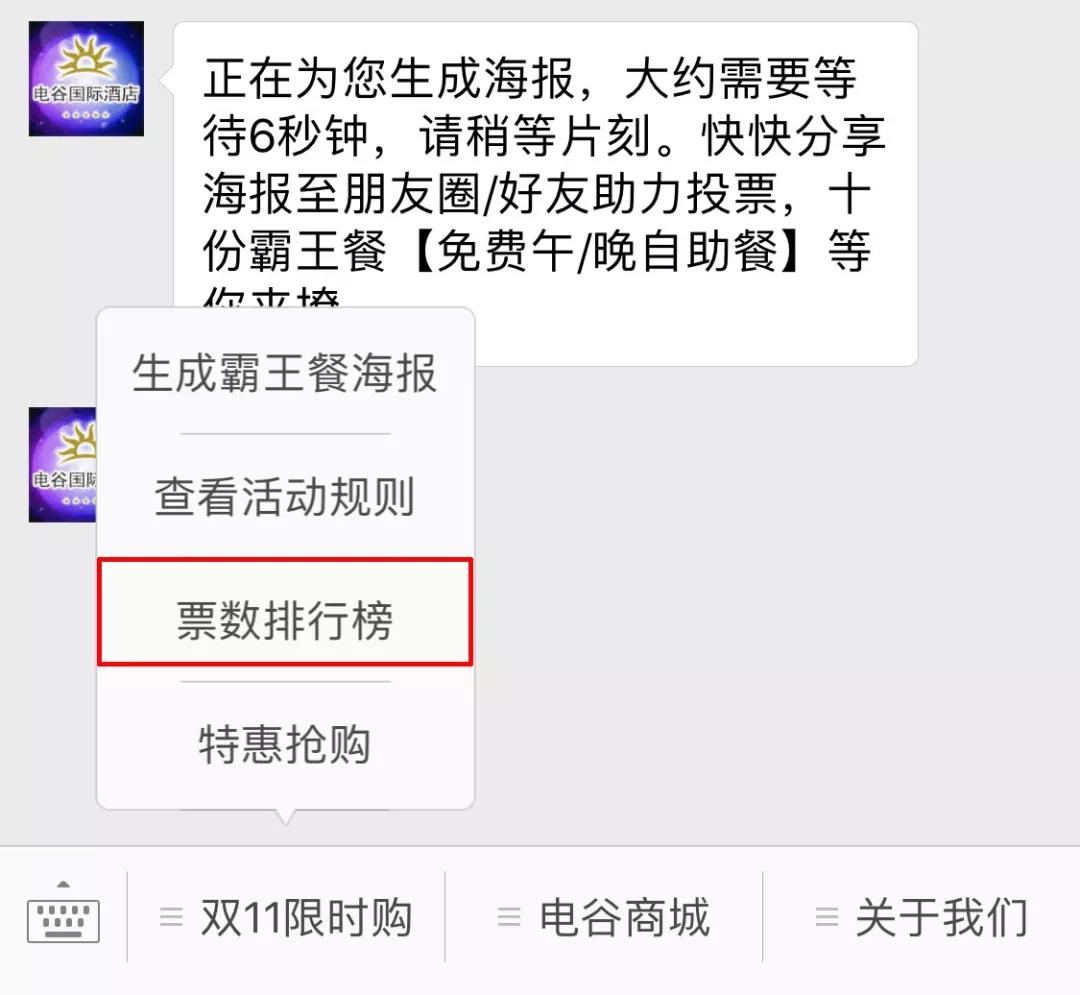 电谷国际酒店
正在为您生成海报，大约需要等
待6秒钟，请稍等片刻。快快分享
海报至朋友圈/好友助力投票，十
份霸王餐【免费午/晚自助餐】等
你来撩
生成霸王餐海报
电谷国际
查看活动规则
票数排行榜
特惠抢购
双11限时购
电谷商城
关于我们